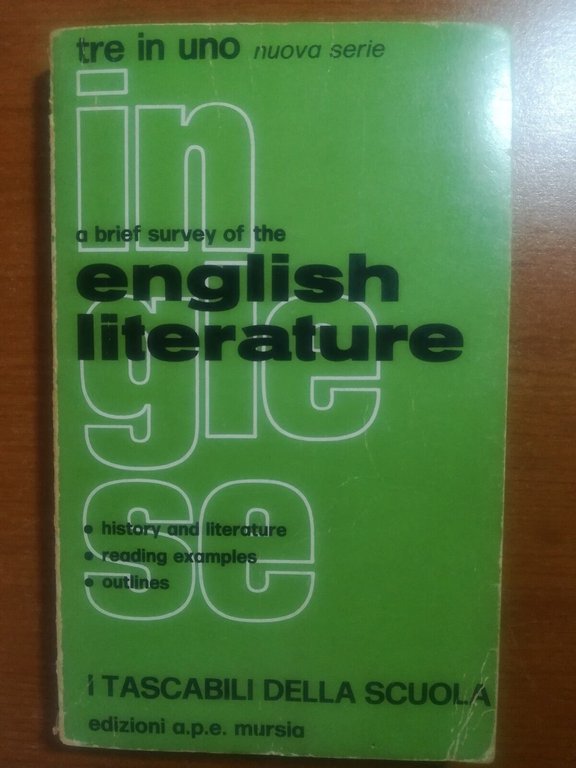 tre in uno nuova serie
in
a brief survey of the
english
literature
gle
se
• history and literature
• reading examples
• outlines
I TASCABILI DELLA SCUOLA
edizioni a.p.e. mursia